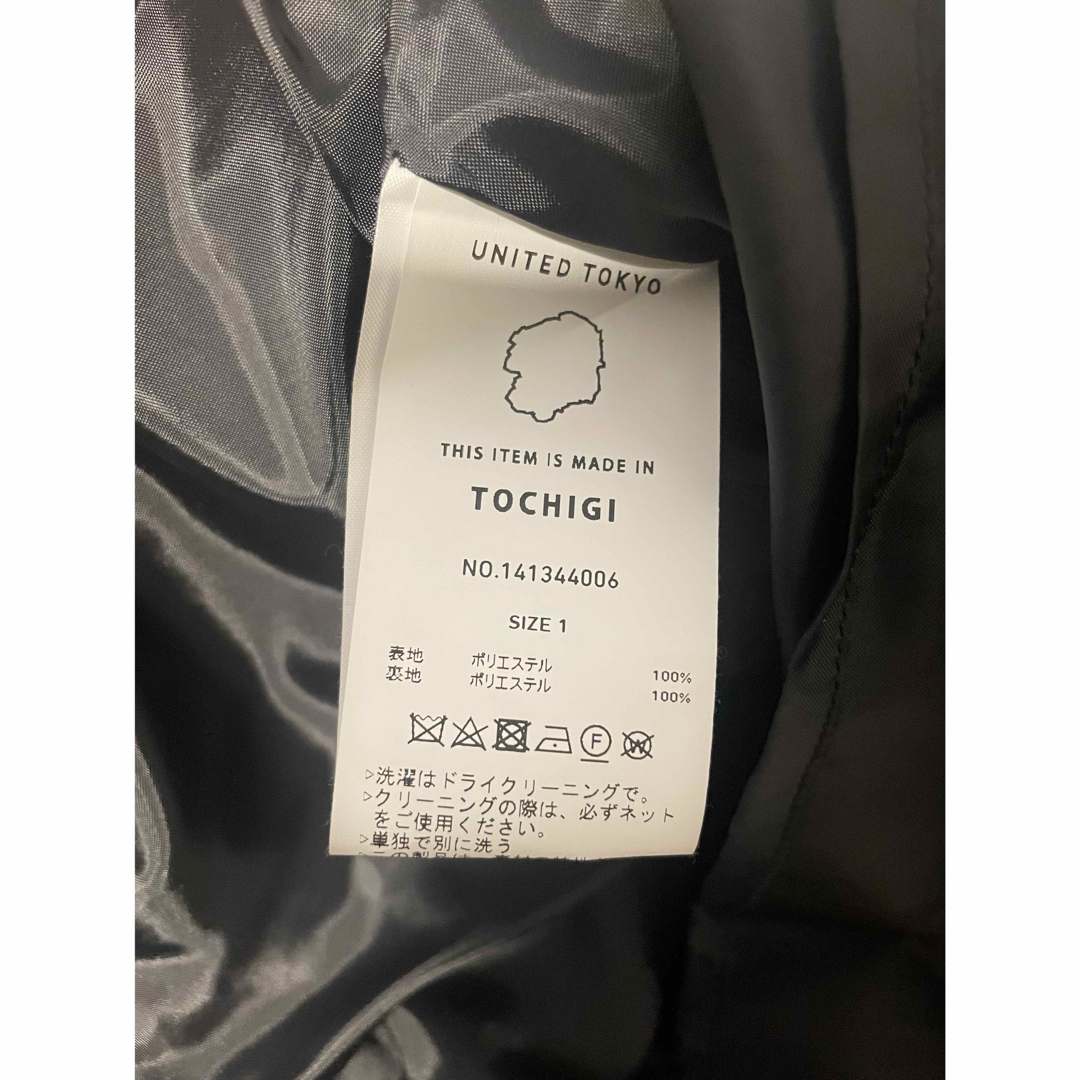 UNITED TOKYO
THIS ITEM IS MADE IN
TOCHIGI
NO.141344006
SIZE 1
表地 ポリエステル 100%
裏地 ポリエステル 100%
F W
▷洗濯はドライクリーニングで。
▷クリーニングの際は、必ずネット
をご使用ください。
▷単独で別に洗う